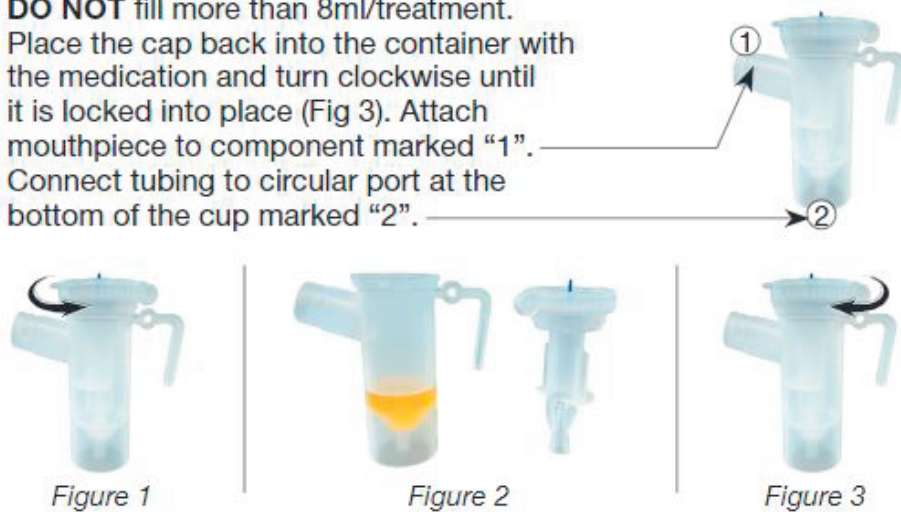 DO NOT fill more than 8ml/treatment.
Place the cap back into the container with
the medication and turn clockwise until
it is locked into place (Fig 3). Attach
mouthpiece to component marked “1”.
Connect tubing to circular port at the
bottom of the cup marked “2”.
1
2
Figure 1
Figure 2
Figure 3